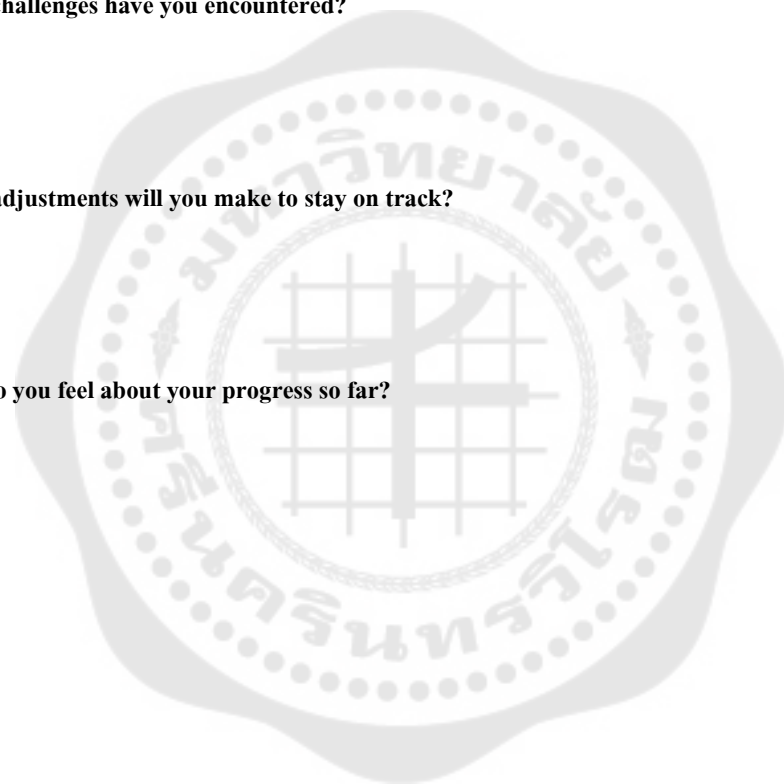 challenges have you encountered?
มหาวิทยาลัย
adjustments will you make to stay on track?
you feel about your progress so far?
ศรีนครินทรวิโรฒ